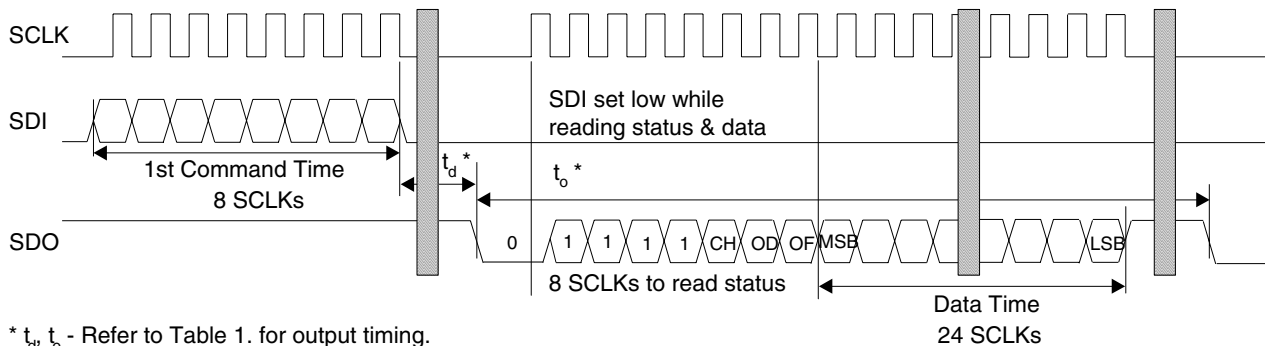 SCLK
SDI
SDI set low while
reading status & data
1st Command Time
8 SCLKs
t_d *
t_o *
SDO
0 1 1 1 1 CH OD OF MSB LSB
8 SCLKs to read status
Data Time
24 SCLKs
* t_d, t_o - Refer to Table 1. for output timing.